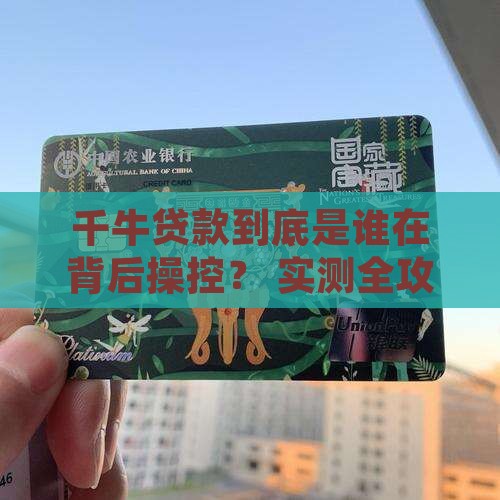 中国农业银行
AGRICULTURAL BANK OF CHINA
CREDIT CARD
国家
宝藏
千牛贷款到底是谁在
背后操控？ 实测全攻
UnionPay
银联
Platinum
46